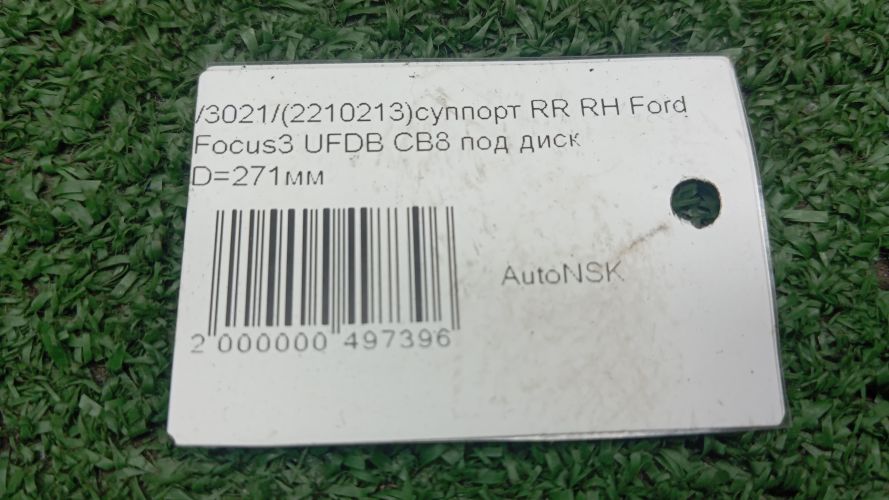 /3021/(2210213)суппорт RR RH Ford
Focus3 UFDB CB8 под диск
D=271мм
AutoNSK
2 000000 497396